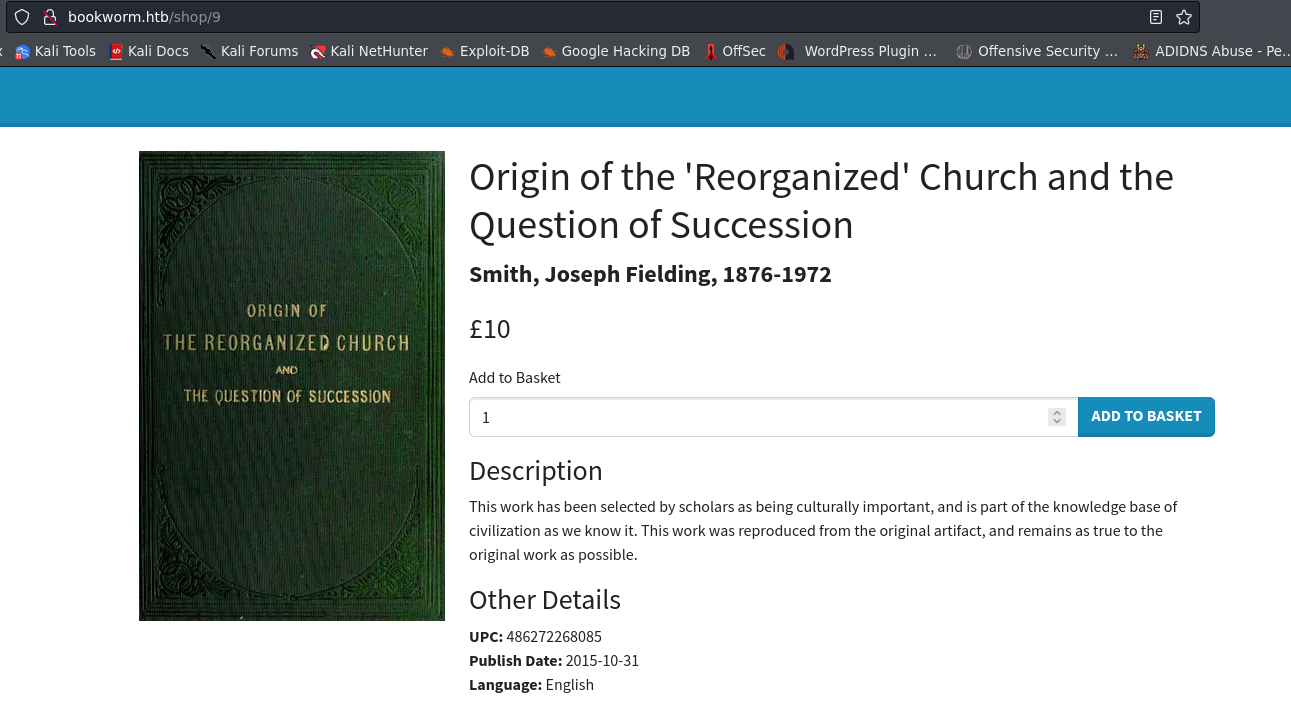 bookworm.htb/shop/9
Kali Tools Kali Docs Kali Forums Kali NetHunter Exploit-DB Google Hacking DB OffSec WordPress Plugin … Offensive Security … ADIDNS Abuse - Pe…
ORIGIN OF
THE REORGANIZED CHURCH
AND
THE QUESTION OF SUCCESSION
Origin of the 'Reorganized' Church and the
Question of Succession
Smith, Joseph Fielding, 1876-1972
£10
Add to Basket
1 ADD TO BASKET
Description
This work has been selected by scholars as being culturally important, and is part of the knowledge base of
civilization as we know it. This work was reproduced from the original artifact, and remains as true to the
original work as possible.
Other Details
UPC: 486272268085
Publish Date: 2015-10-31
Language: English